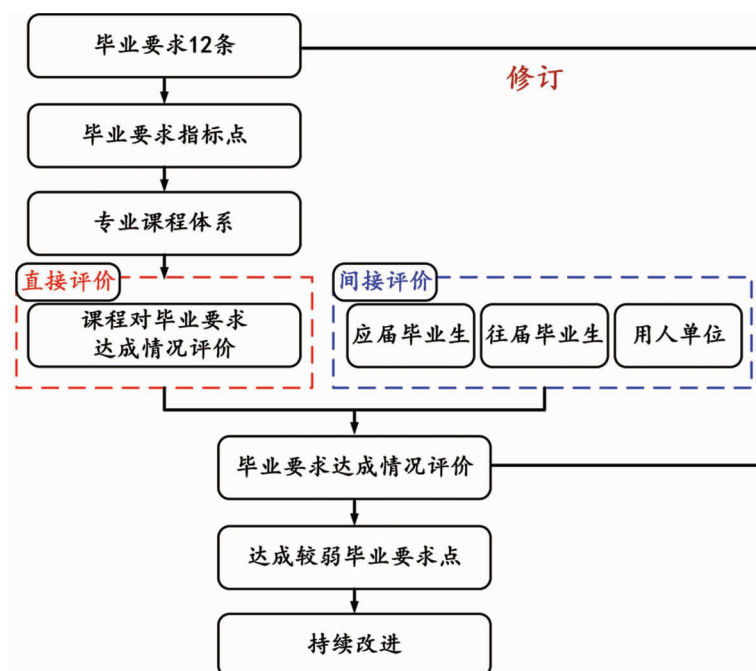 毕业要求12条
修订
毕业要求指标点
专业课程体系
直接评价
课程对毕业要求
达成情况评价
间接评价
应届毕业生
往届毕业生
用人单位
毕业要求达成情况评价
达成较弱毕业要求点
持续改进